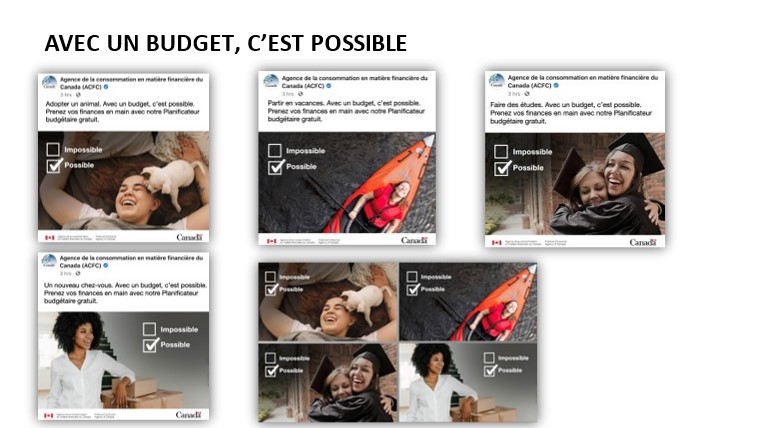 AVEC UN BUDGET, C’EST POSSIBLE
Agence de la consommation en matière financière du
Canada (ACFC)
3 hrs ·
Adopter un animal. Avec un budget, c’est possible.
Prenez vos finances en main avec notre Planificateur
budgétaire gratuit.
Impossible
Possible
Canada
Agence de la consommation en matière financière du
Canada (ACFC)
3 hrs ·
Partir en vacances. Avec un budget, c’est possible.
Prenez vos finances en main avec notre Planificateur
budgétaire gratuit.
Impossible
Possible
Canada
Agence de la consommation en matière financière du
Canada (ACFC)
3 hrs ·
Faire des études. Avec un budget, c’est possible.
Prenez vos finances en main avec notre Planificateur
budgétaire gratuit.
Impossible
Possible
Canada
Agence de la consommation en matière financière du
Canada (ACFC)
3 hrs ·
Un nouveau chez-vous. Avec un budget, c’est possible.
Prenez vos finances en main avec notre Planificateur
budgétaire gratuit.
Impossible
Possible
Canada
Impossible
Possible
Impossible
Possible
Impossible
Possible
Impossible
Possible